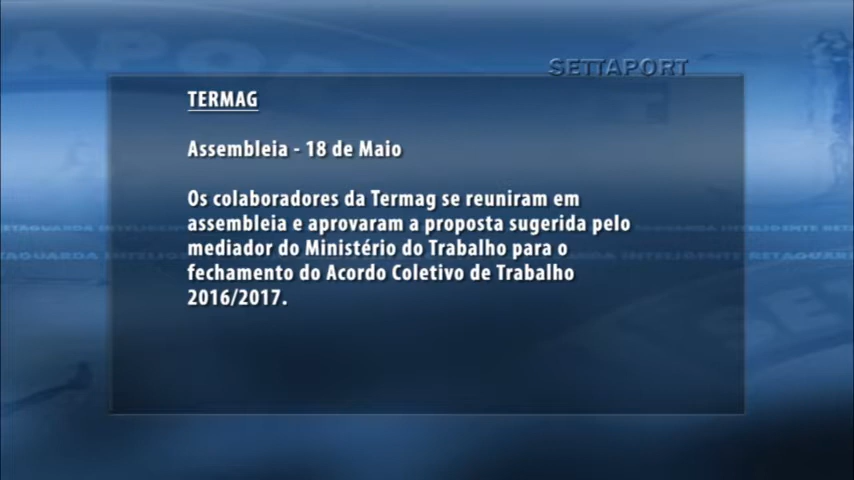 SETTAPORT
TERMAG
Assembleia - 18 de Maio
Os colaboradores da Termag se reuniram em
assembleia e aprovaram a proposta sugerida pelo
mediador do Ministério do Trabalho para o
fechamento do Acordo Coletivo de Trabalho
2016/2017.